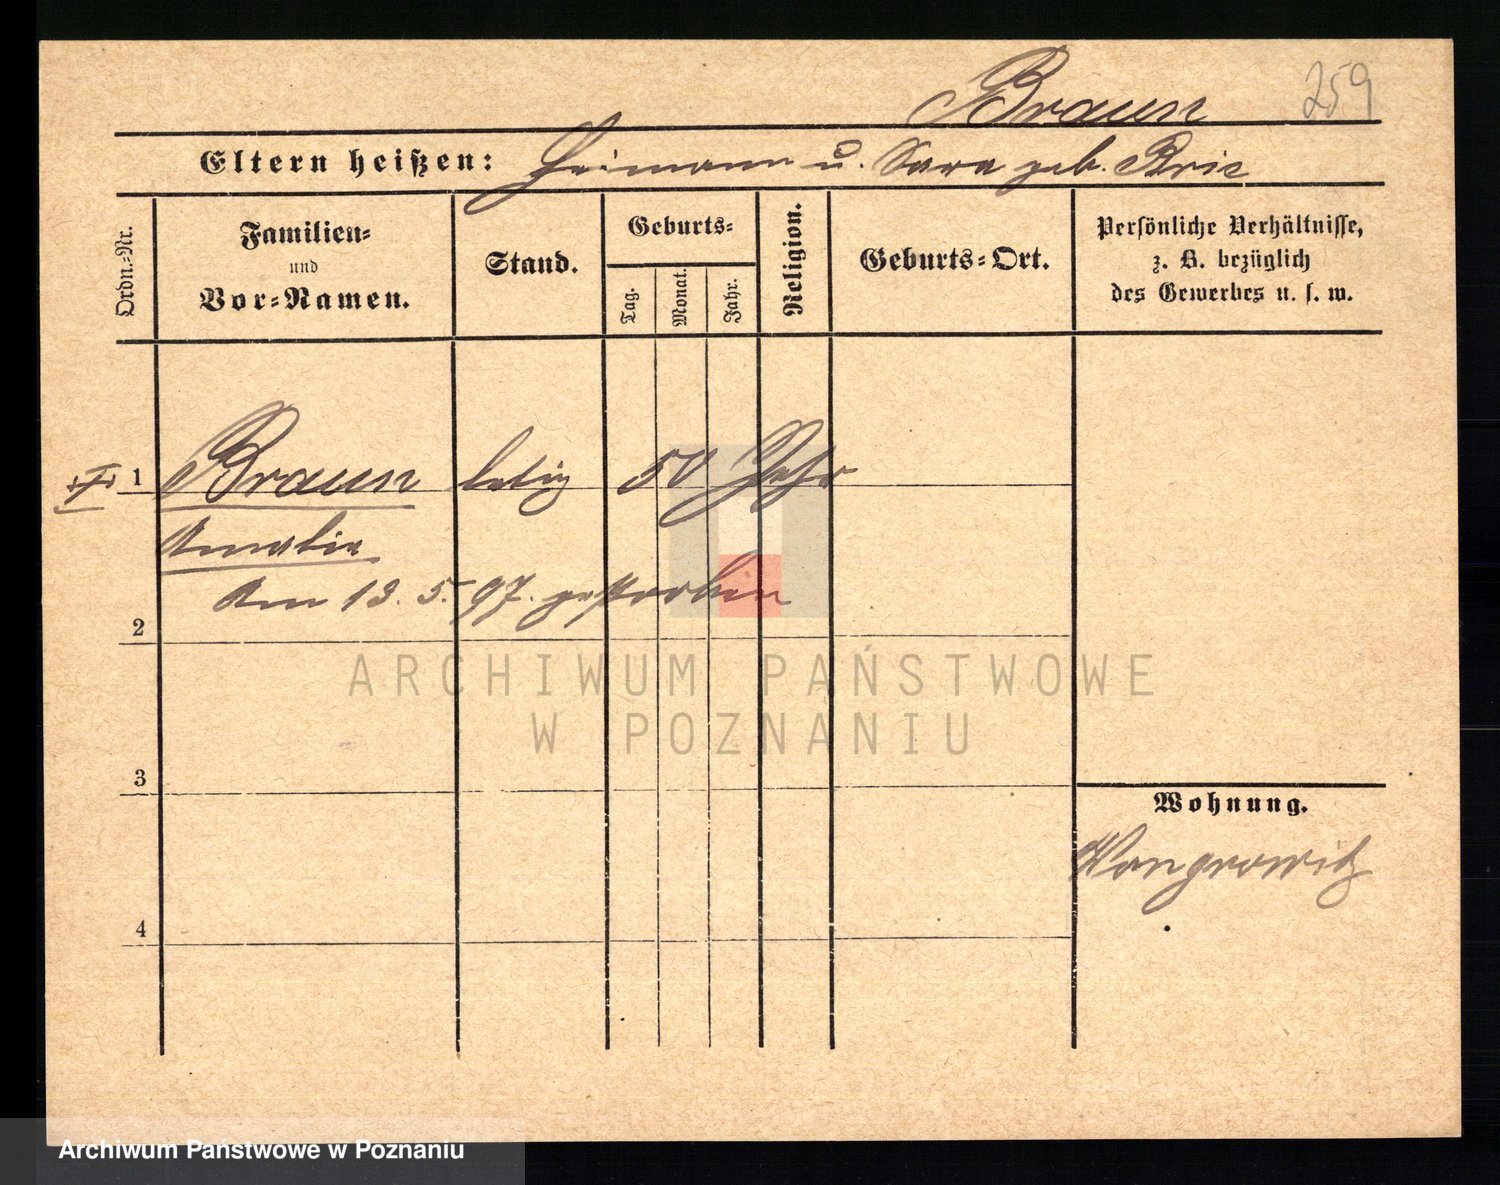 Braun 259
Eltern heißen: Heimann u. Sara geb. Bris
Ordn.-Nr.
Familien-
und
Vor-Namen.
Stand.
Geburts-
Tag.
Monat.
Jahr.
Religion.
Geburts-Ort.
Persönliche Verhältnisse,
z. B. bezüglich
des Gewerbes u. s. w.
1 Braun ledig 50 Jahr
Amalie
Am 13.5.97. gestorben
2
ARCHIWUM PAŃSTWOWE
W POZNANIU
3
Wohnung.
Wongrowitz
4
Archiwum Państwowe w Poznaniu